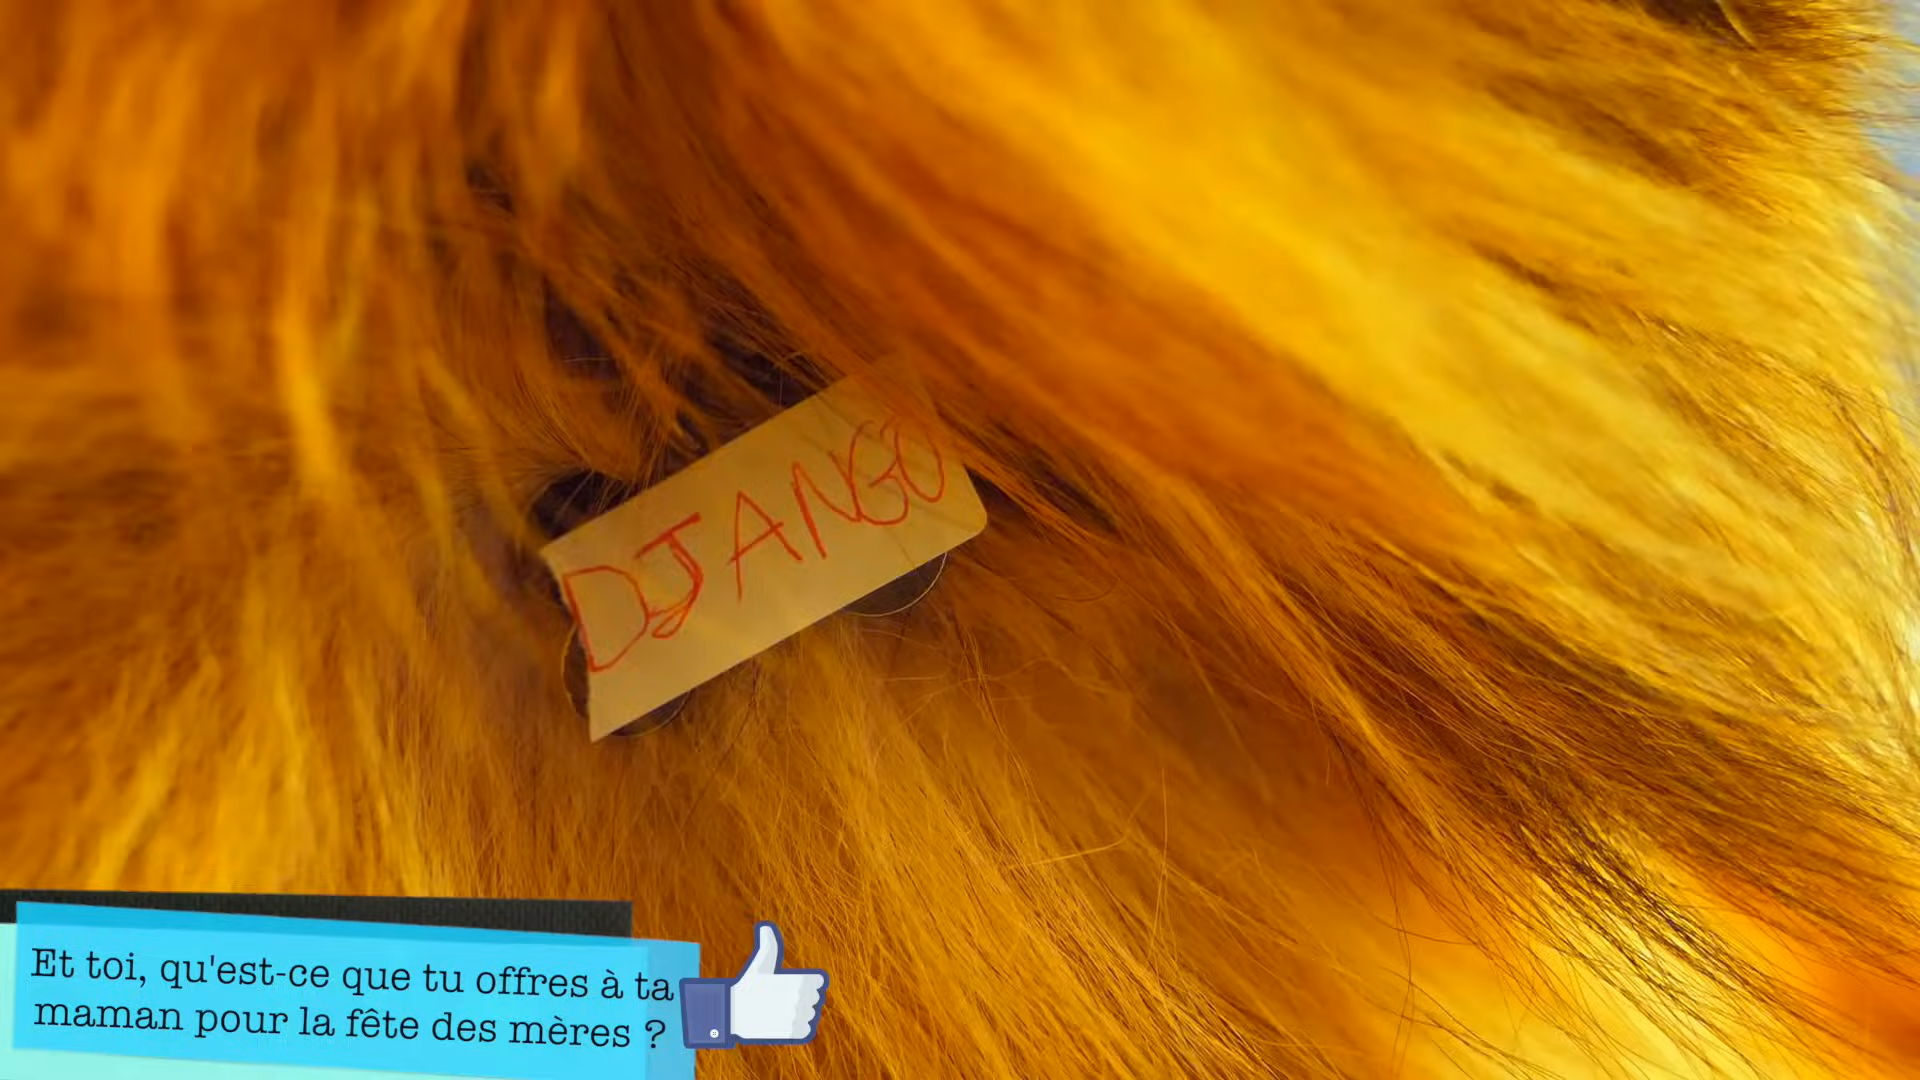 DJANGO
Et toi, qu'est-ce que tu offres à ta
maman pour la fête des mères ?